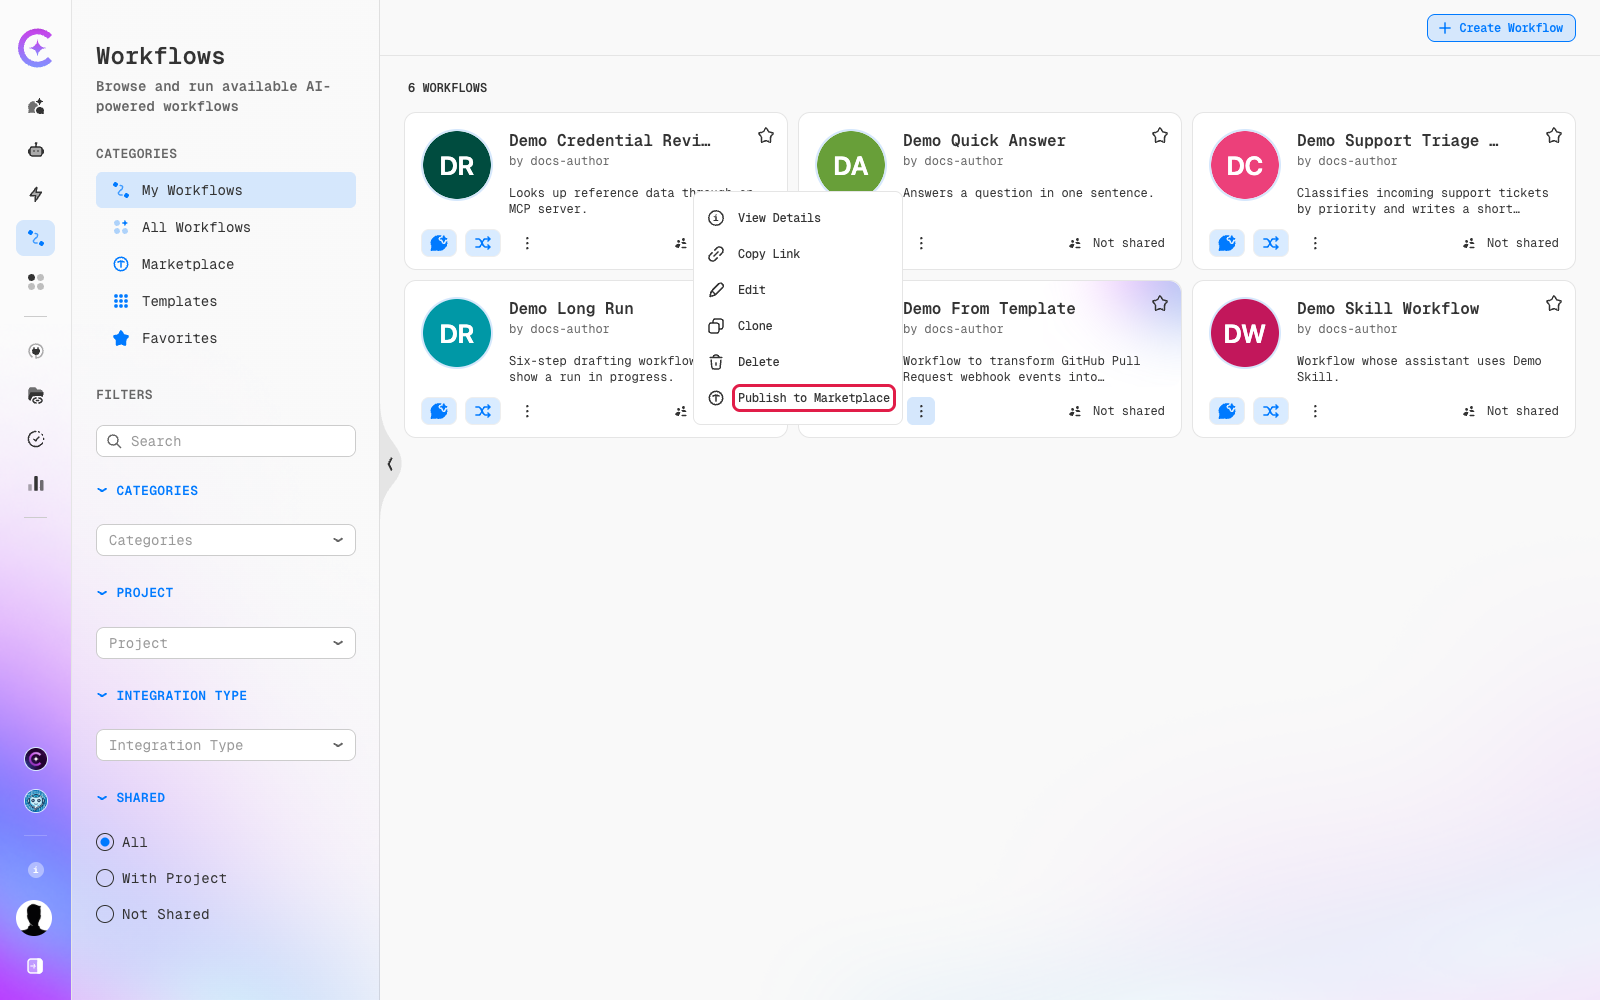 Workflows
Browse and run available AI-
powered workflows
CATEGORIES
My Workflows
All Workflows
Marketplace
Templates
Favorites
FILTERS
Search
CATEGORIES
Categories
PROJECT
Project
INTEGRATION TYPE
Integration Type
SHARED
All
With Project
Not Shared
Create Workflow
6 WORKFLOWS
DR
Demo Credential Revi…
by docs-author
Looks up reference data through an
MCP server.
DA
Demo Quick Answer
by docs-author
Answers a question in one sentence.
Not shared
DC
Demo Support Triage …
by docs-author
Classifies incoming support tickets
by priority and writes a short…
Not shared
DR
Demo Long Run
by docs-author
Six-step drafting workflow
show a run in progress.
View Details
Copy Link
Edit
Clone
Delete
Publish to Marketplace
Demo From Template
by docs-author
Workflow to transform GitHub Pull
Request webhook events into…
Not shared
DW
Demo Skill Workflow
by docs-author
Workflow whose assistant uses Demo
Skill.
Not shared